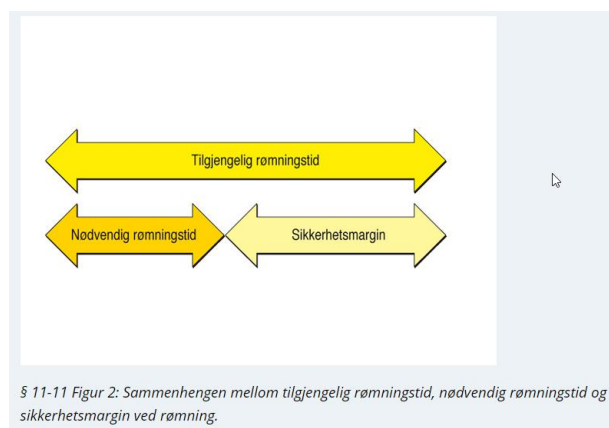 Tilgjengelig rømningstid
Nødvendig rømningstid
Sikkerhetsmargin
§ 11-11 Figur 2: Sammenhengen mellom tilgjengelig rømningstid, nødvendig rømningstid og
sikkerhetsmargin ved rømning.